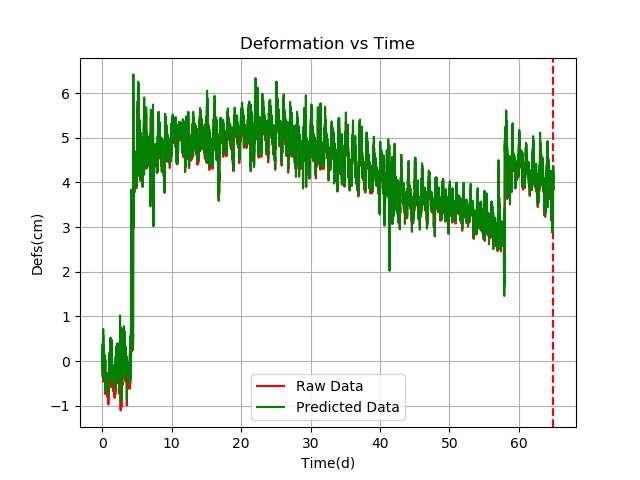 Deformation vs Time
Defs(cm)
6
5
4
3
2
1
0
−1
Raw Data
Predicted Data
0 10 20 30 40 50 60
Time(d)